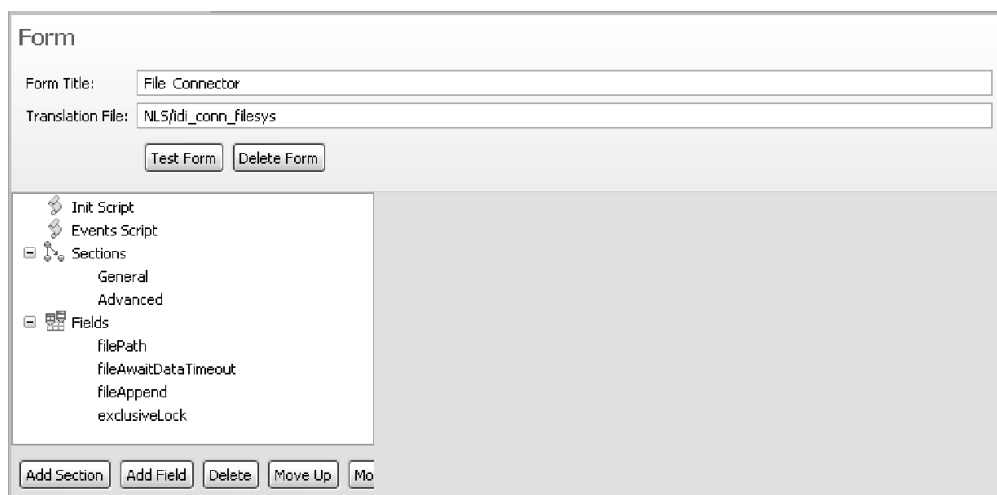 Form
Form Title: File Connector
Translation File: NLS/idi_conn_filesys
Test Form Delete Form
Init Script
Events Script
Sections
General
Advanced
Fields
filePath
fileAwaitDataTimeout
fileAppend
exclusiveLock
Add Section Add Field Delete Move Up Mo